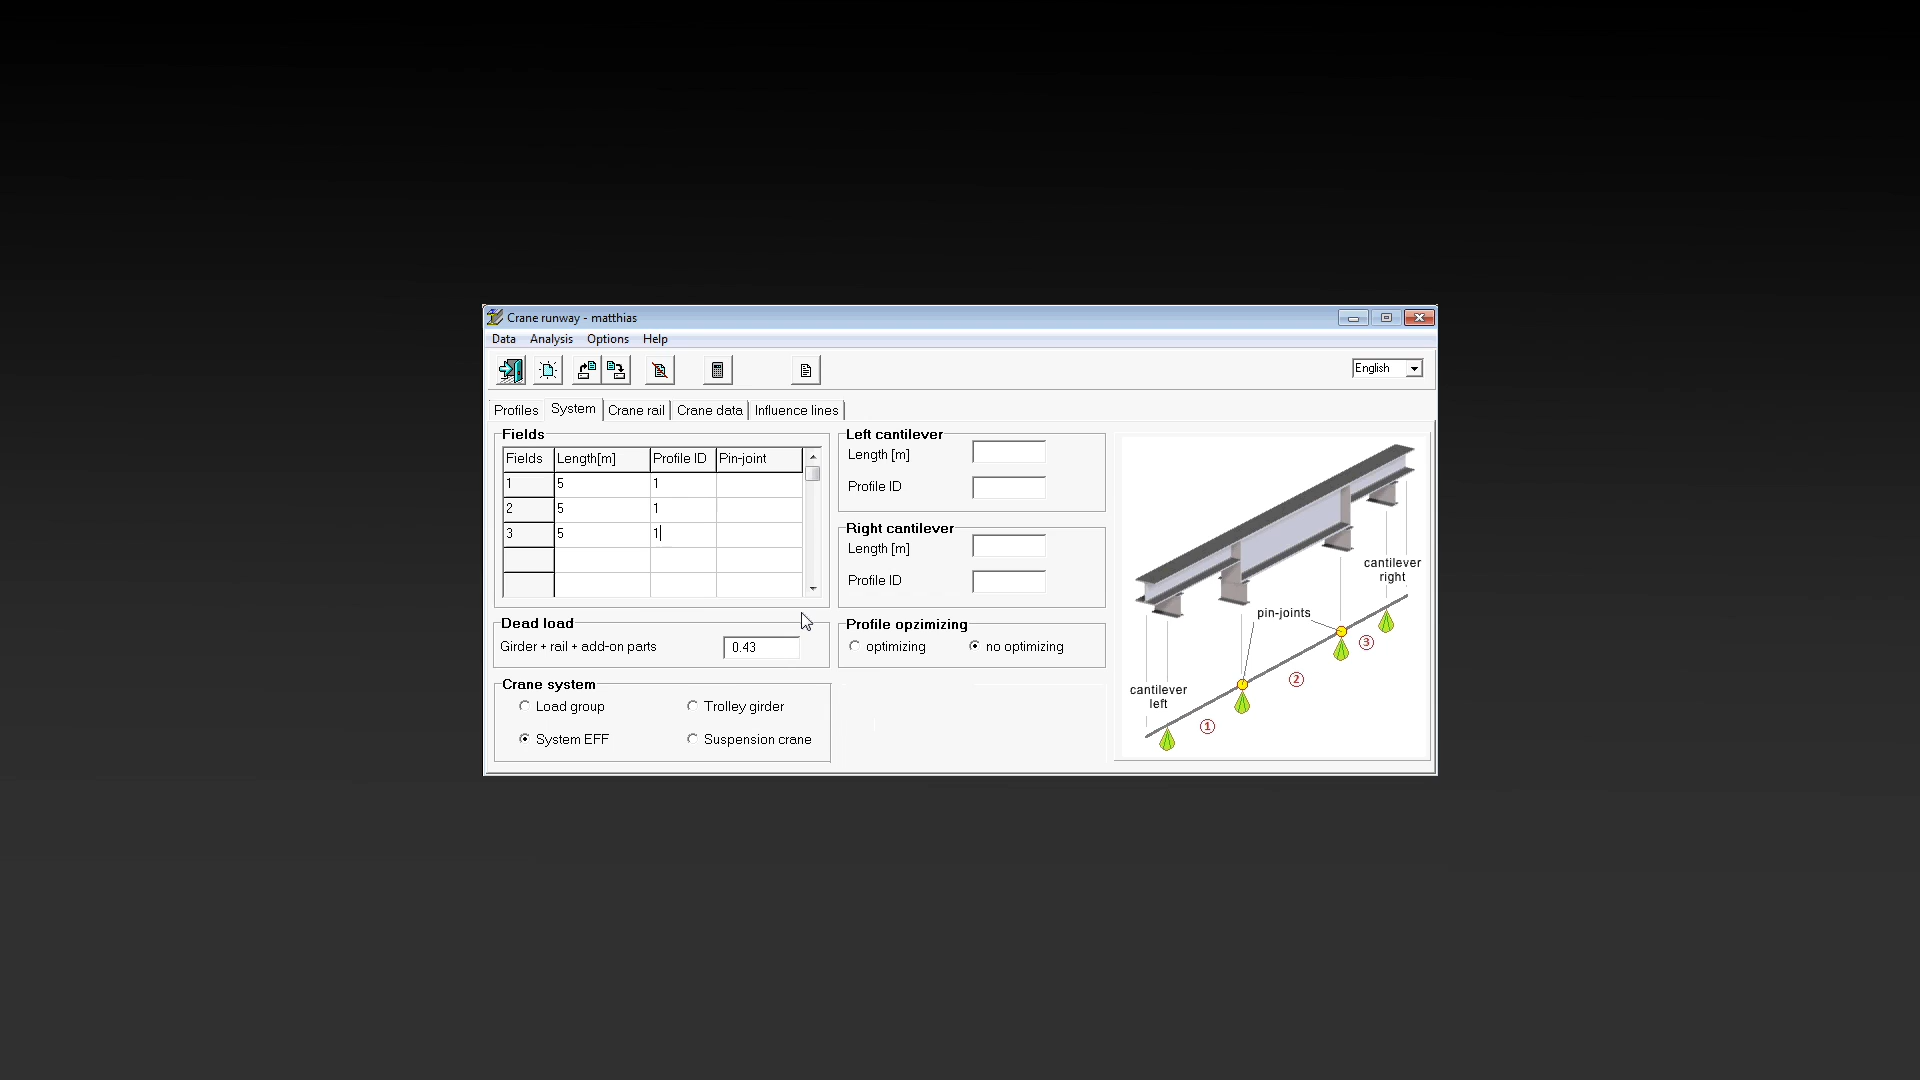 Crane runway - matthias
Data Analysis Options Help
English
Profiles System Crane rail Crane data Influence lines
Fields
Fields Length[m] Profile ID Pin-joint
1 5 1
2 5 1
3 5 1
Dead load
Girder + rail + add-on parts 0.43
Crane system
Load group Trolley girder
System EFF Suspension crane
Left cantilever
Length [m]
Profile ID
Right cantilever
Length [m]
Profile ID
Profile opzimizing
optimizing no optimizing
cantilever
right
pin-joints
3
2
cantilever
left
1